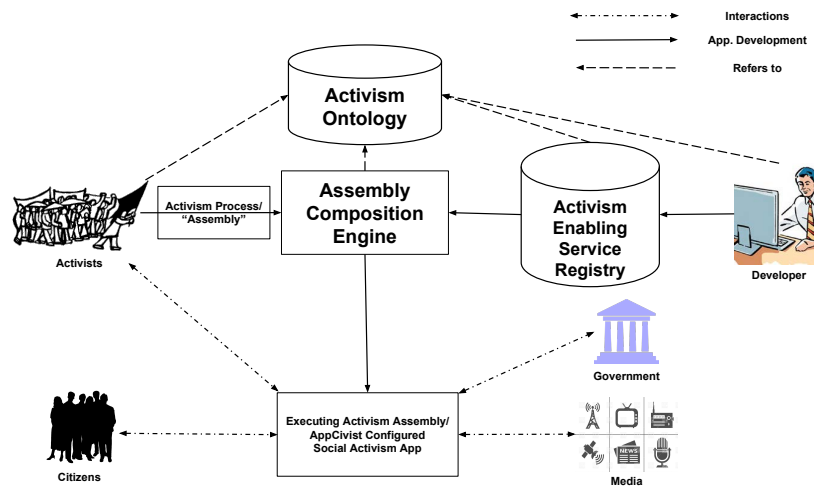 Interactions
App. Development
Refers to
Activism
Ontology
Activism Process/
“Assembly”
Assembly
Composition
Engine
Activism
Enabling
Service
Registry
Activists
Developer
Government
Executing Activism Assembly/
AppCivist Configured
Social Activism App
NEWS
Citizens
Media